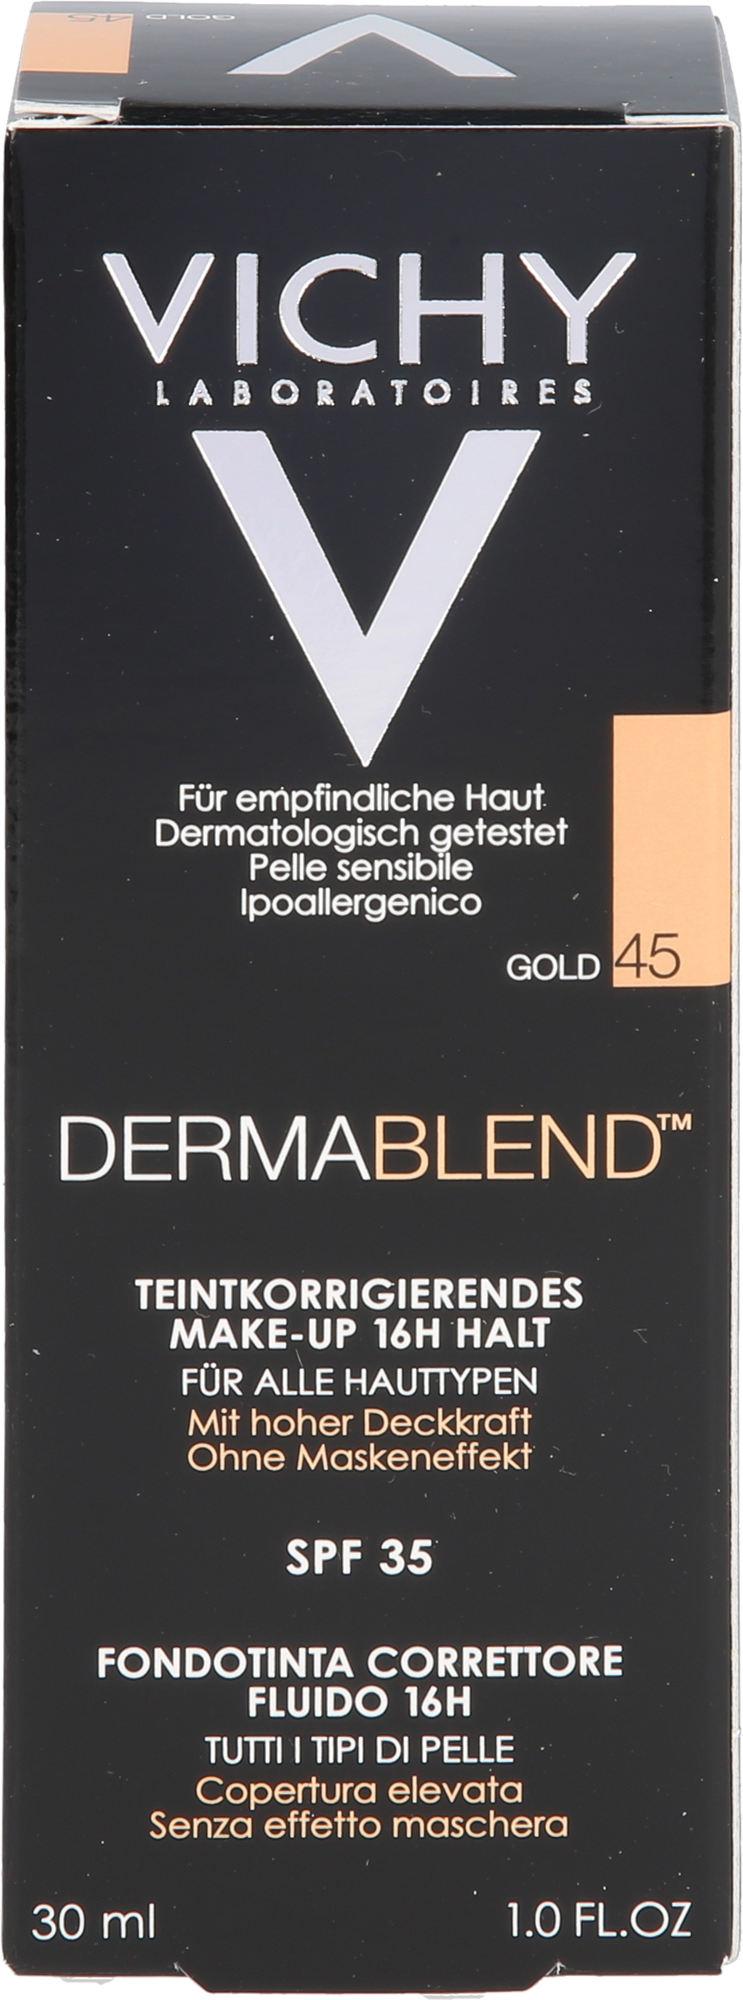 GOLD 45
VICHY
LABORATOIRES
V
Für empfindliche Haut
Dermatologisch getestet
Pelle sensibile
Ipoallergenico
GOLD 45
DERMABLEND™
TEINTKORRIGIERENDES
MAKE-UP 16H HALT
FÜR ALLE HAUTTYPEN
Mit hoher Deckkraft
Ohne Maskeneffekt
SPF 35
FONDOTINTA CORRETTORE
FLUIDO 16H
TUTTI I TIPI DI PELLE
Copertura elevata
Senza effetto maschera
30 ml 1.0 FL.OZ